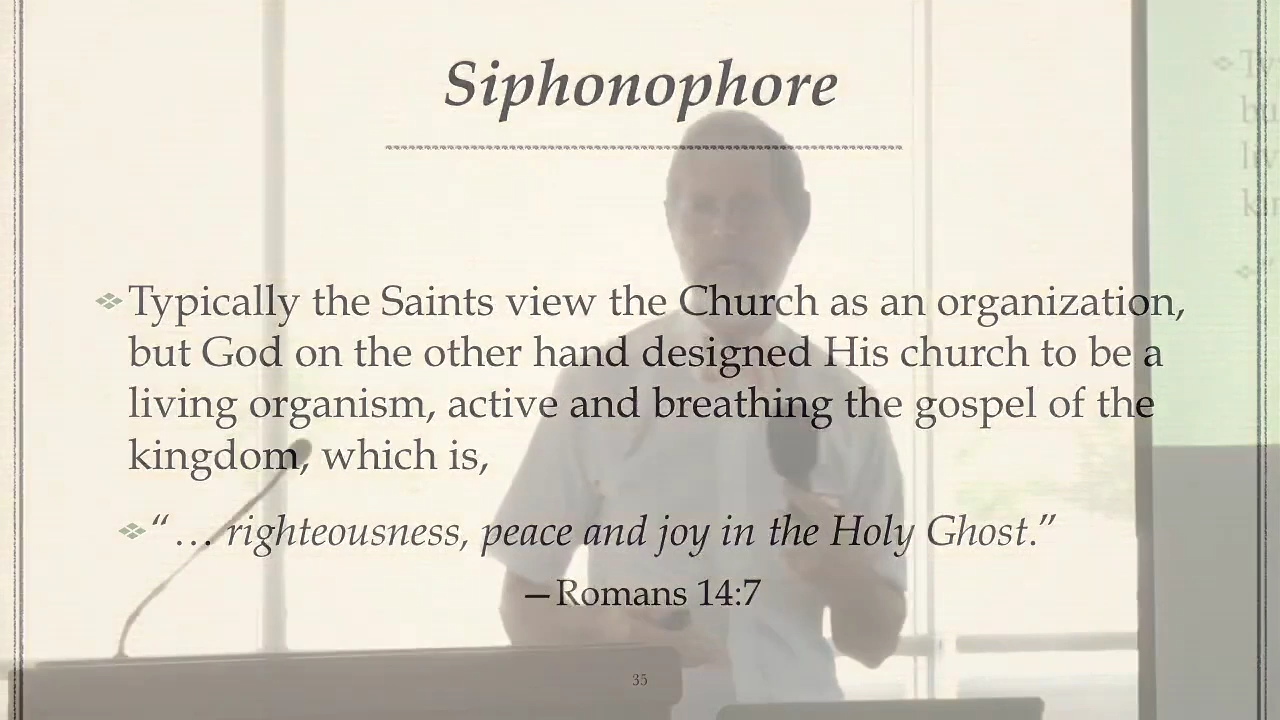 Siphonophore
Typically the Saints view the Church as an organization,
but God on the other hand designed His church to be a
living organism, active and breathing the gospel of the
kingdom, which is,
“… righteousness, peace and joy in the Holy Ghost.”
—Romans 14:7
35